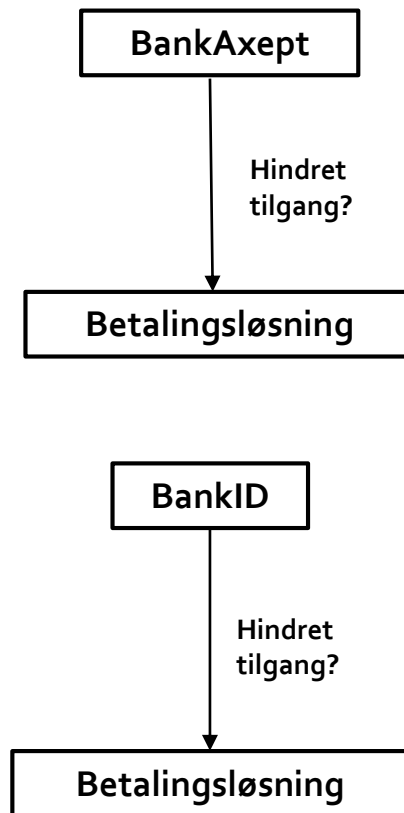 BankAxept
Hindret
tilgang?
Betalingsløsning
BankID
Hindret
tilgang?
Betalingsløsning